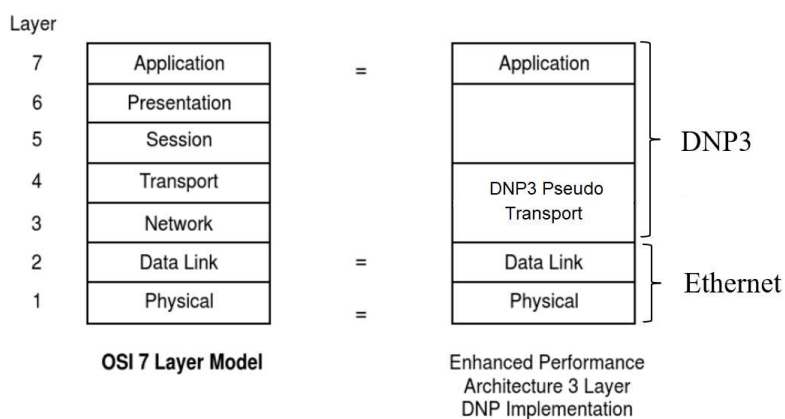 Layer
7 Application = Application
6 Presentation
5 Session
DNP3
4 Transport DNP3 Pseudo
Transport
3 Network
2 Data Link = Data Link
Ethernet
1 Physical = Physical
OSI 7 Layer Model
Enhanced Performance
Architecture 3 Layer
DNP Implementation